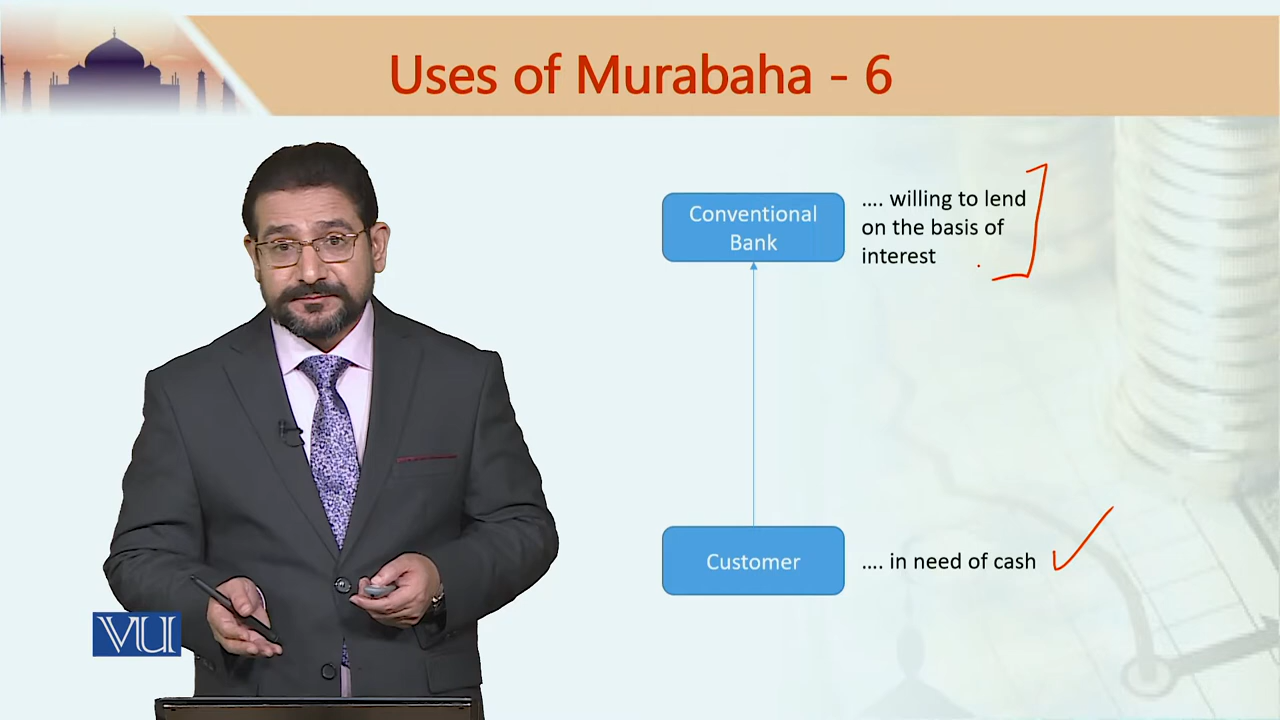 Uses of Murabaha - 6
Conventional
Bank
.... willing to lend
on the basis of
interest
Customer
.... in need of cash
VU